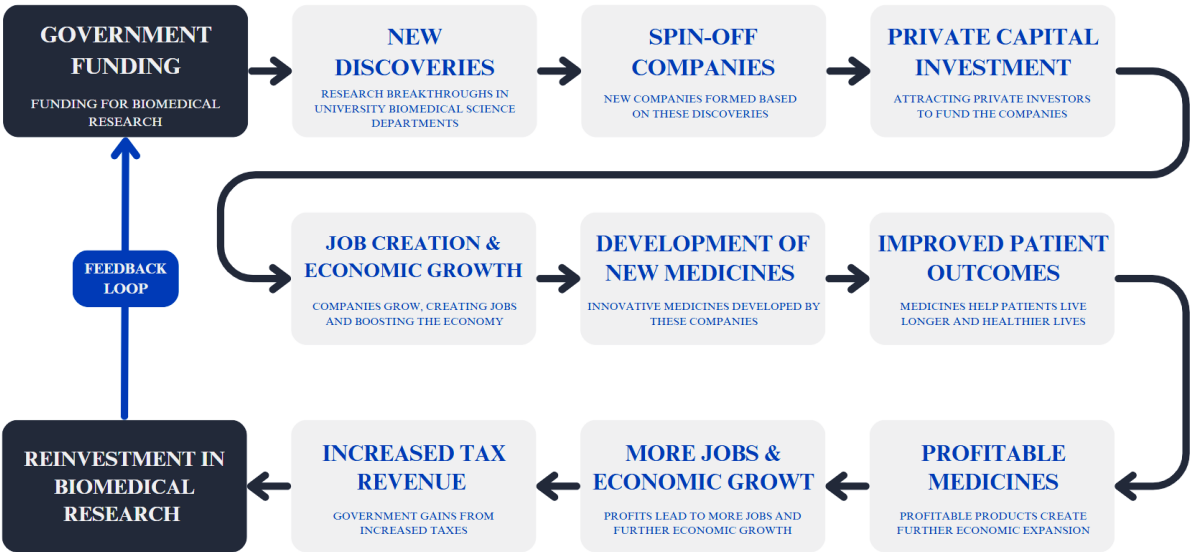 GOVERNMENT
FUNDING
FUNDING FOR BIOMEDICAL
RESEARCH
NEW
DISCOVERIES
RESEARCH BREAKTHROUGHS IN
UNIVERSITY BIOMEDICAL SCIENCE
DEPARTMENTS
SPIN-OFF
COMPANIES
NEW COMPANIES FORMED BASED
ON THESE DISCOVERIES
PRIVATE CAPITAL
INVESTMENT
ATTRACTING PRIVATE INVESTORS
TO FUND THE COMPANIES
JOB CREATION &
ECONOMIC GROWTH
COMPANIES GROW, CREATING JOBS
AND BOOSTING THE ECONOMY
DEVELOPMENT OF
NEW MEDICINES
INNOVATIVE MEDICINES DEVELOPED BY
THESE COMPANIES
IMPROVED PATIENT
OUTCOMES
MEDICINES HELP PATIENTS LIVE
LONGER AND HEALTHIER LIVES
PROFITABLE
MEDICINES
PROFITABLE PRODUCTS CREATE
FURTHER ECONOMIC EXPANSION
MORE JOBS &
ECONOMIC GROWT
PROFITS LEAD TO MORE JOBS AND
FURTHER ECONOMIC GROWTH
INCREASED TAX
REVENUE
GOVERNMENT GAINS FROM
INCREASED TAXES
REINVESTMENT IN
BIOMEDICAL
RESEARCH
FEEDBACK
LOOP